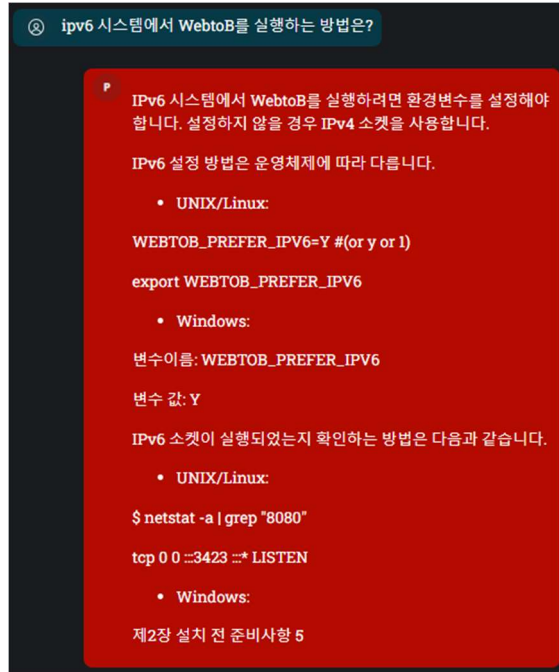 ipv6 시스템에서 WebtoB를 실행하는 방법은?
P
IPv6 시스템에서 WebtoB를 실행하려면 환경변수를 설정해야
합니다. 설정하지 않을 경우 IPv4 소켓을 사용합니다.
IPv6 설정 방법은 운영체제에 따라 다릅니다.
• UNIX/Linux:
WEBTOB_PREFER_IPV6=Y #(or y or 1)
export WEBTOB_PREFER_IPV6
• Windows:
변수이름: WEBTOB_PREFER_IPV6
변수 값: Y
IPv6 소켓이 실행되었는지 확인하는 방법은 다음과 같습니다.
• UNIX/Linux:
$ netstat -a | grep "8080"
tcp 0 0 :::3423 :::* LISTEN
• Windows:
제2장 설치 전 준비사항 5